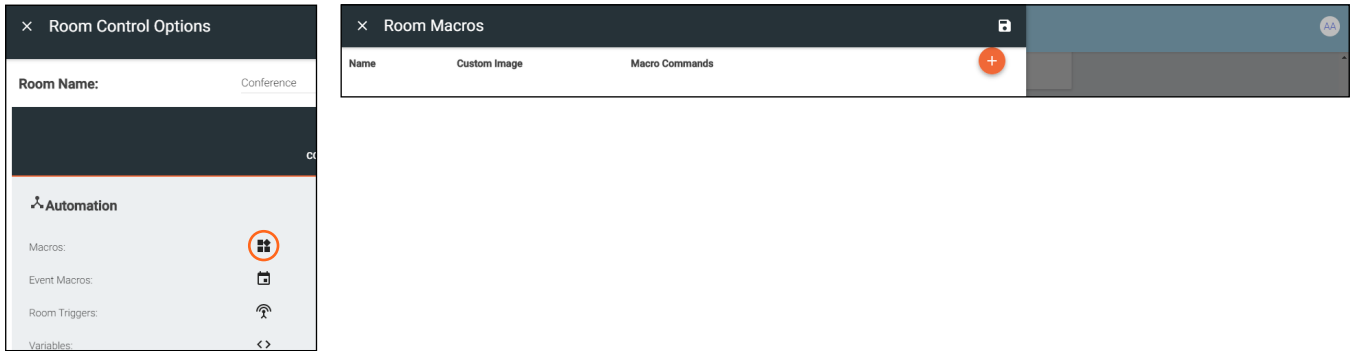 × Room Control Options
Room Name: Conference
CO
Automation
Macros:
Event Macros:
Room Triggers:
Variables:
× Room Macros
AA
Name Custom Image Macro Commands